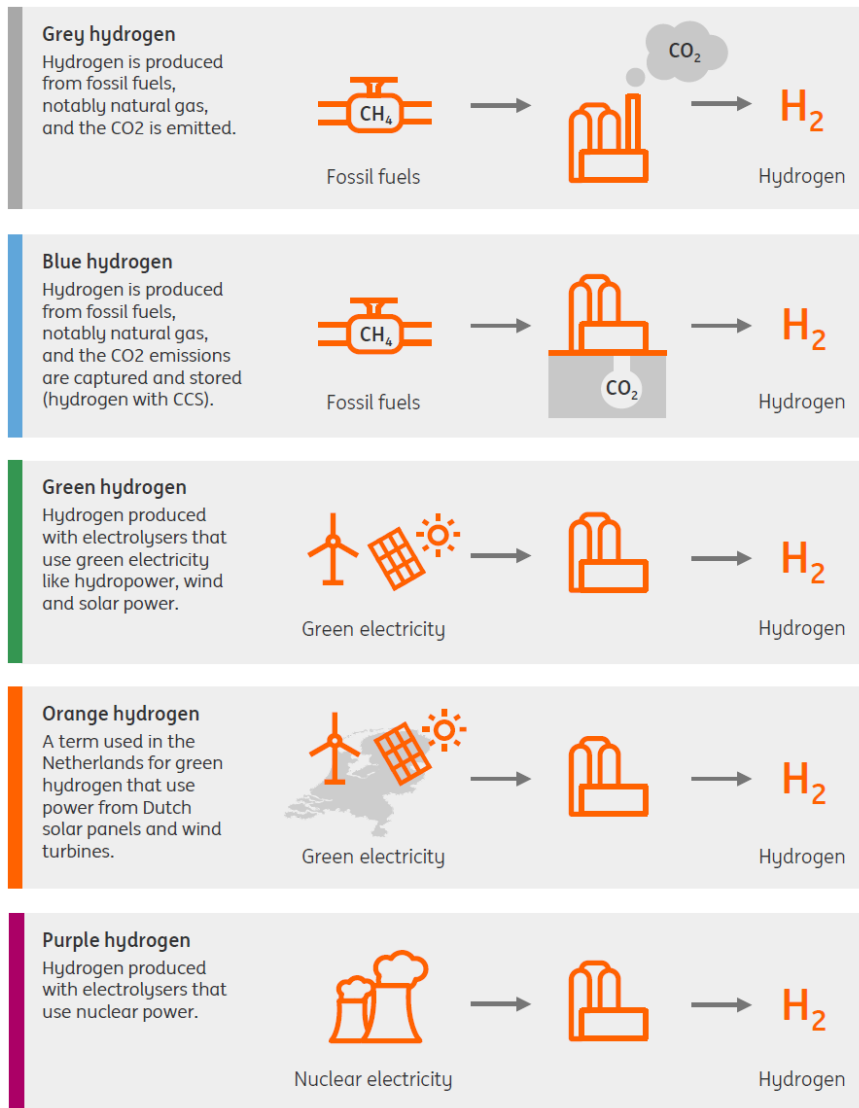 Grey hydrogen
Hydrogen is produced
from fossil fuels,
notably natural gas,
and the CO2 is emitted.
CH₄
Fossil fuels
CO₂
H₂
Hydrogen
Blue hydrogen
Hydrogen is produced
from fossil fuels,
notably natural gas,
and the CO2 emissions
are captured and stored
(hydrogen with CCS).
CH₄
Fossil fuels
CO₂
H₂
Hydrogen
Green hydrogen
Hydrogen produced
with electrolysers that
use green electricity
like hydropower, wind
and solar power.
Green electricity
H₂
Hydrogen
Orange hydrogen
A term used in the
Netherlands for green
hydrogen that use
power from Dutch
solar panels and wind
turbines.
Green electricity
H₂
Hydrogen
Purple hydrogen
Hydrogen produced
with electrolysers that
use nuclear power.
Nuclear electricity
H₂
Hydrogen